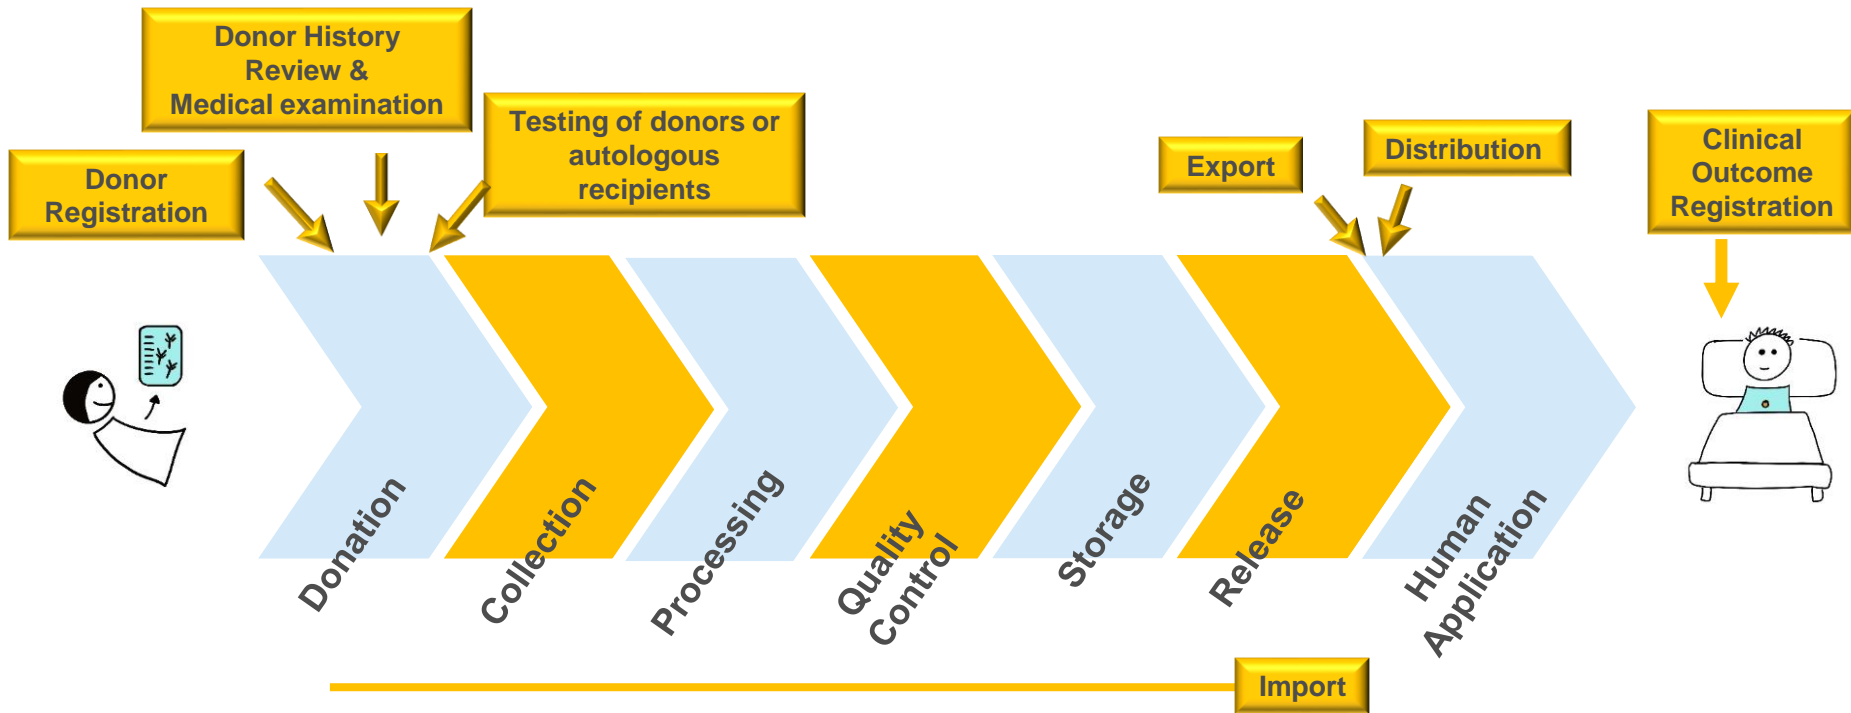 Donor History
Review &
Medical examination
Testing of donors or
autologous
recipients
Donor
Registration
Export
Distribution
Clinical
Outcome
Registration
Donation
Collection
Processing
Quality
Control
Storage
Release
Human
Application
Import